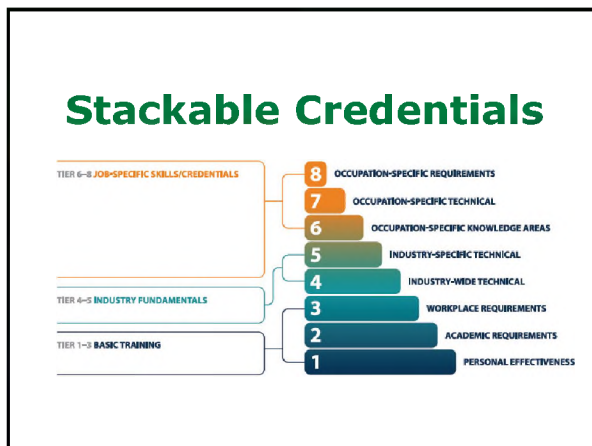 Stackable Credentials
TIER 6–8 JOB-SPECIFIC SKILLS/CREDENTIALS
8 OCCUPATION-SPECIFIC REQUIREMENTS
7 OCCUPATION-SPECIFIC TECHNICAL
6 OCCUPATION-SPECIFIC KNOWLEDGE AREAS
5 INDUSTRY-SPECIFIC TECHNICAL
4 INDUSTRY-WIDE TECHNICAL
TIER 4–5 INDUSTRY FUNDAMENTALS
3 WORKPLACE REQUIREMENTS
2 ACADEMIC REQUIREMENTS
TIER 1–3 BASIC TRAINING
1 PERSONAL EFFECTIVENESS